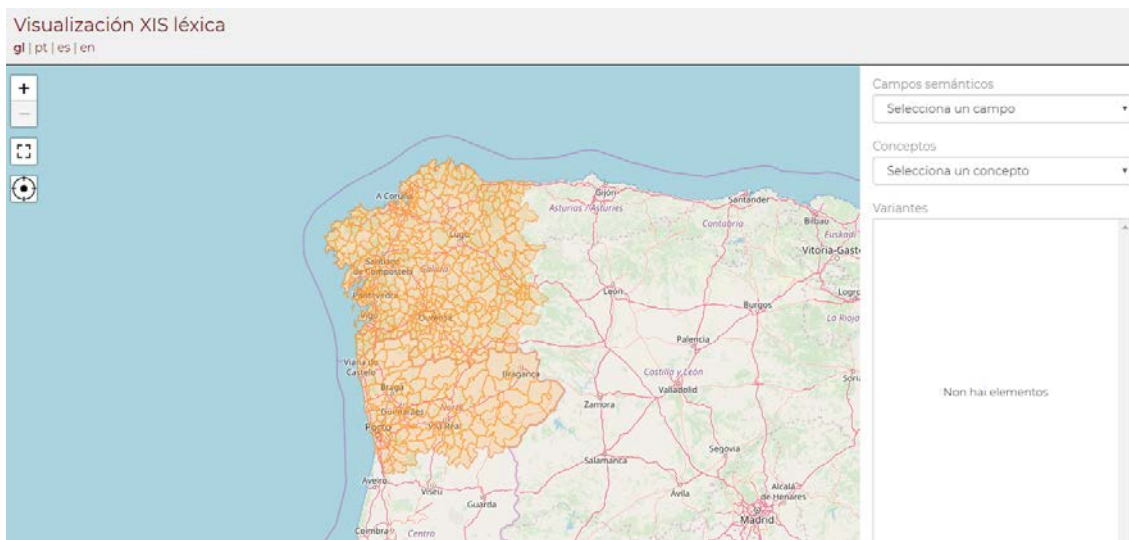 Visualización XIS léxica
gl | pt | es | en
+
Campos semánticos
Selecciona un campo
Conceptos
Selecciona un concepto
Variantes
Non hai elementos
A Coruña
Lugo
Santiago
de Compostela
Galicia
Pontevedra
Vigo
Ourense
Viana do
Castelo
Braga
Bragança
Guimarães
Norte
Vila Real
Porto
Aveiro
Viseu
Guarda
Coimbra
Centro
Gijón
Asturias / Asturies
Santander
Cantabria
Bilbao
Euskadi
Vitoria-Gast
León
Burgos
Logro
La Rioja
Palencia
Castilla y León
Valladolid
Soria
Zamora
Segovia
Salamanca
Ávila
Alcalá
de Henares
Madrid